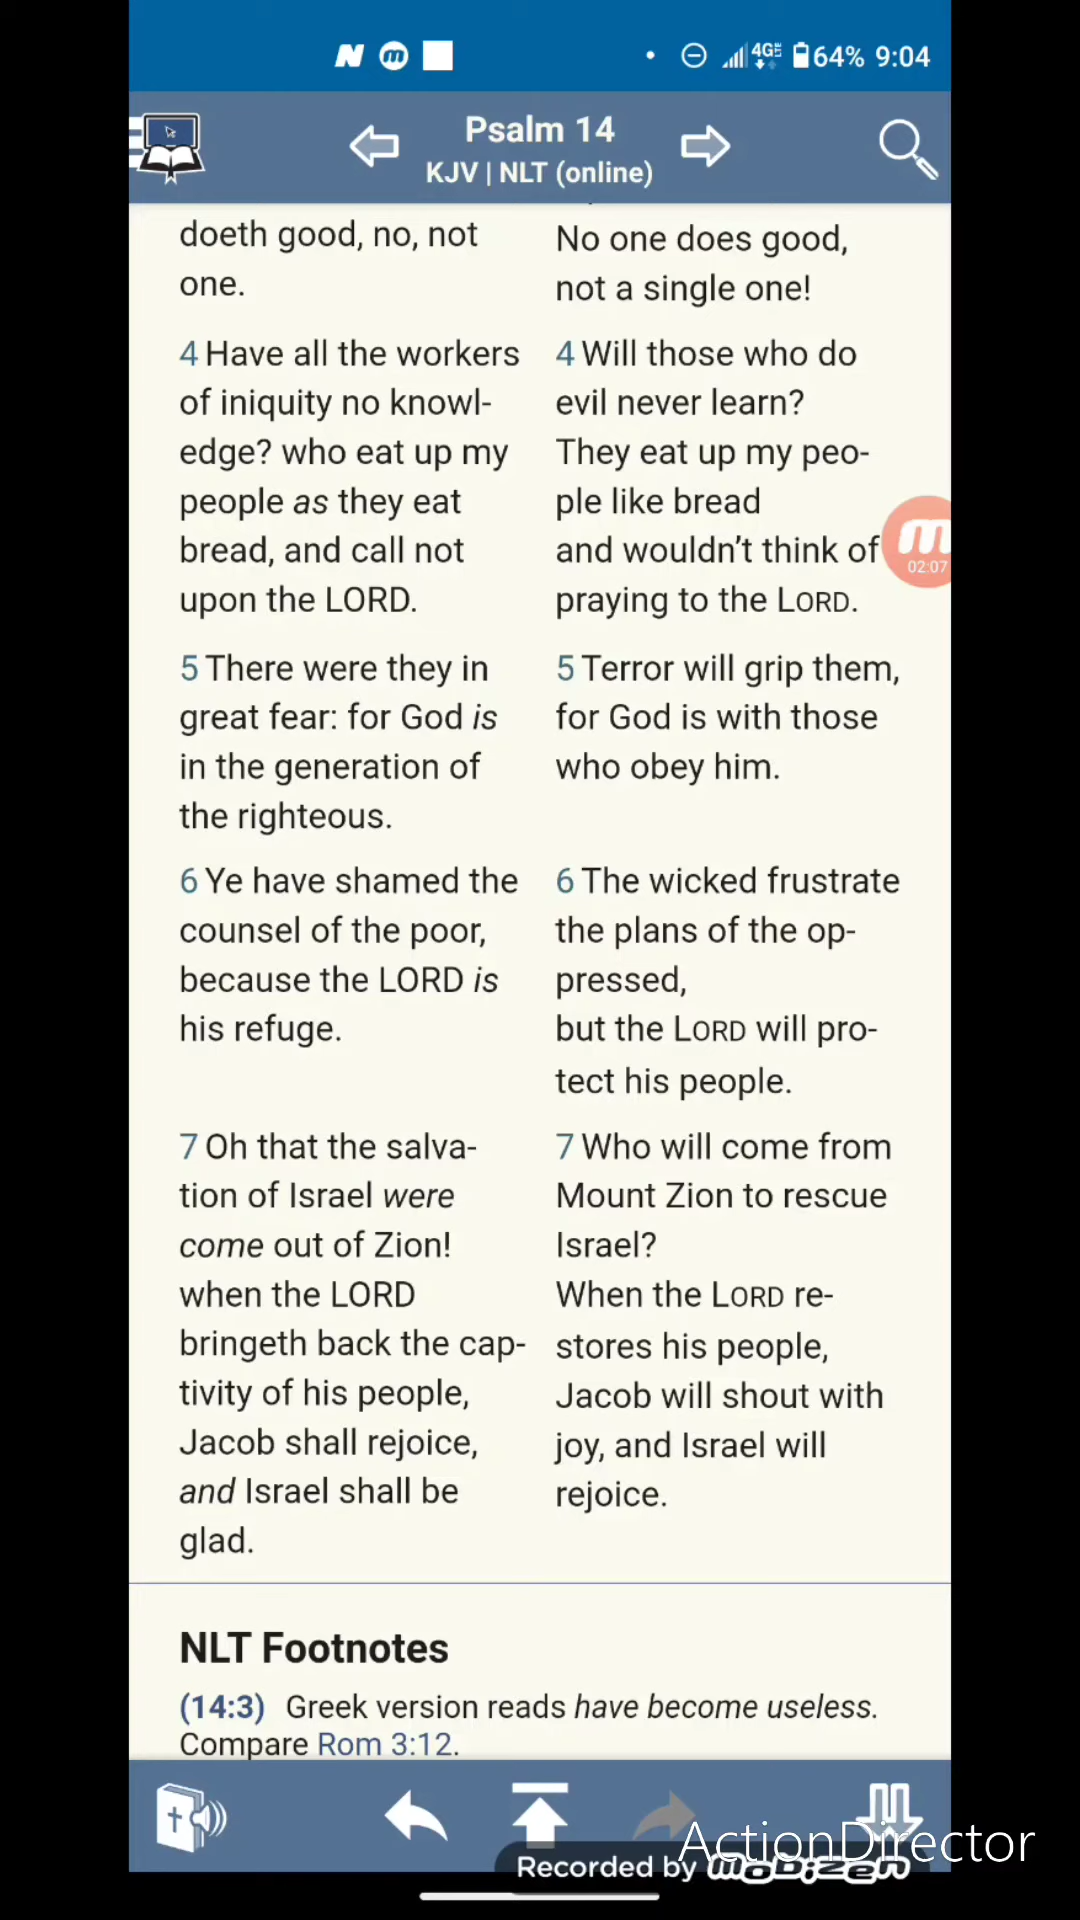 64% 9:04
Psalm 14
KJV | NLT (online)
doeth good, no, not
one.
4 Have all the workers
of iniquity no knowl-
edge? who eat up my
people as they eat
bread, and call not
upon the LORD.
5 There were they in
great fear: for God is
in the generation of
the righteous.
6 Ye have shamed the
counsel of the poor,
because the LORD is
his refuge.
7 Oh that the salva-
tion of Israel were
come out of Zion!
when the LORD
bringeth back the cap-
tivity of his people,
Jacob shall rejoice,
and Israel shall be
glad.
No one does good,
not a single one!
4 Will those who do
evil never learn?
They eat up my peo-
ple like bread
and wouldn’t think of
praying to the LORD.
5 Terror will grip them,
for God is with those
who obey him.
6 The wicked frustrate
the plans of the op-
pressed,
but the LORD will pro-
tect his people.
7 Who will come from
Mount Zion to rescue
Israel?
When the LORD re-
stores his people,
Jacob will shout with
joy, and Israel will
rejoice.
m
02:07
NLT Footnotes
(14:3) Greek version reads have become useless.
Compare Rom 3:12.
ActionDirector
Recorded by mobizen